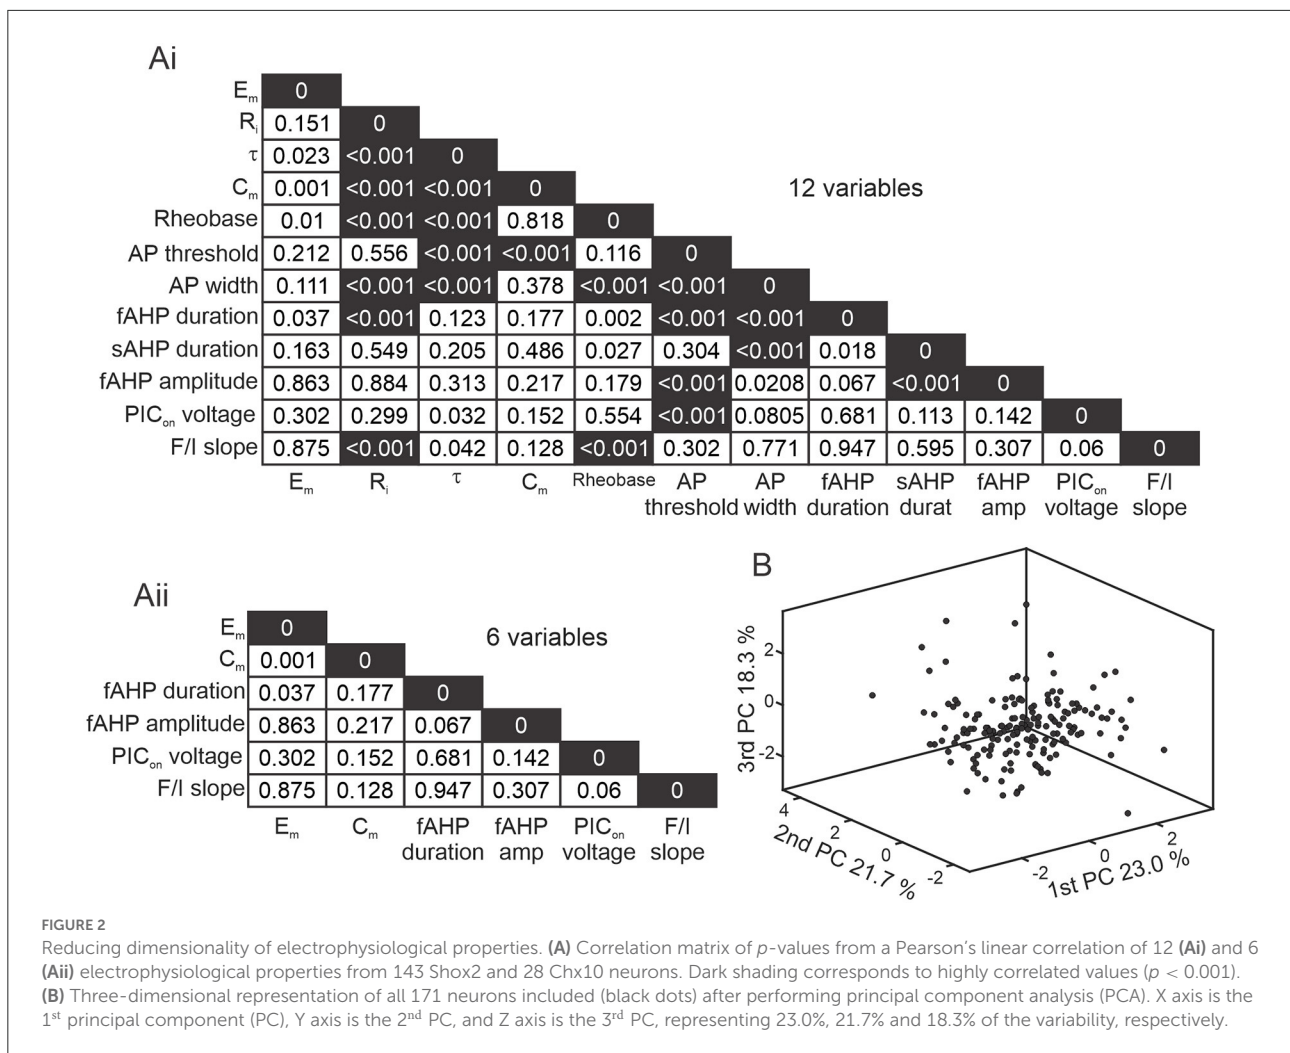 Ai
E_m 0
R_i 0.151 0
τ 0.023 <0.001 0
C_m 0.001 <0.001 <0.001 0
12 variables
Rheobase 0.01 <0.001 <0.001 0.818 0
AP threshold 0.212 0.556 <0.001 <0.001 0.116 0
AP width 0.111 <0.001 <0.001 0.378 <0.001 <0.001 0
fAHP duration 0.037 <0.001 0.123 0.177 0.002 <0.001 <0.001 0
sAHP duration 0.163 0.549 0.205 0.486 0.027 0.304 <0.001 0.018 0
fAHP amplitude 0.863 0.884 0.313 0.217 0.179 <0.001 0.0208 0.067 <0.001 0
PIC_on voltage 0.302 0.299 0.032 0.152 0.554 <0.001 0.0805 0.681 0.113 0.142 0
F/I slope 0.875 <0.001 0.042 0.128 <0.001 0.302 0.771 0.947 0.595 0.307 0.06 0
E_m R_i τ C_m Rheobase AP AP fAHP sAHP fAHP PIC_on F/I
threshold width duration durat amp voltage slope
Aii
E_m 0
6 variables
C_m 0.001 0
fAHP duration 0.037 0.177 0
fAHP amplitude 0.863 0.217 0.067 0
PIC_on voltage 0.302 0.152 0.681 0.142 0
F/I slope 0.875 0.128 0.947 0.307 0.06 0
E_m C_m fAHP fAHP PIC_on F/I
duration amp voltage slope
B
3rd PC 18.3 %
2
0
-2
2nd PC 21.7 %
4
2
0
-2
1st PC 23.0 %
-2
0
2
FIGURE 2
Reducing dimensionality of electrophysiological properties. (A) Correlation matrix of p-values from a Pearson's linear correlation of 12 (Ai) and 6
(Aii) electrophysiological properties from 143 Shox2 and 28 Chx10 neurons. Dark shading corresponds to highly correlated values (p < 0.001).
(B) Three-dimensional representation of all 171 neurons included (black dots) after performing principal component analysis (PCA). X axis is the
1st principal component (PC), Y axis is the 2nd PC, and Z axis is the 3rd PC, representing 23.0%, 21.7% and 18.3% of the variability, respectively.